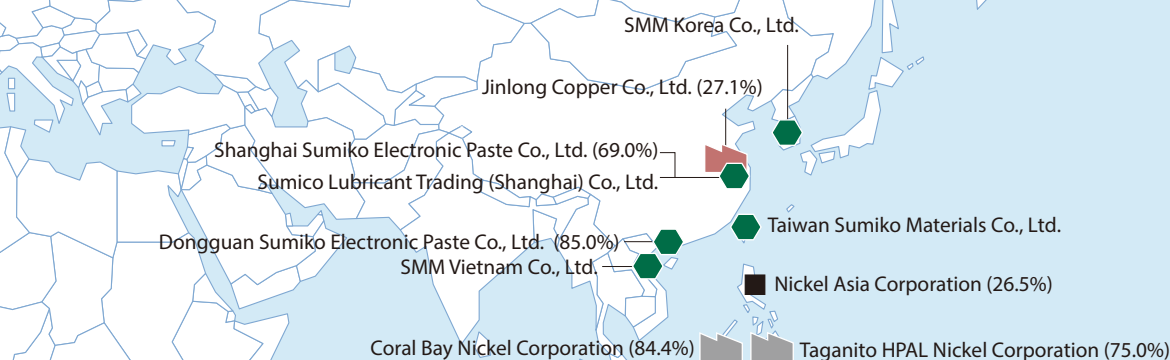 SMM Korea Co., Ltd.
Jinlong Copper Co., Ltd. (27.1%)
Shanghai Sumiko Electronic Paste Co., Ltd. (69.0%)
Sumico Lubricant Trading (Shanghai) Co., Ltd.
Taiwan Sumiko Materials Co., Ltd.
Dongguan Sumiko Electronic Paste Co., Ltd. (85.0%)
SMM Vietnam Co., Ltd.
Nickel Asia Corporation (26.5%)
Coral Bay Nickel Corporation (84.4%)
Taganito HPAL Nickel Corporation (75.0%)